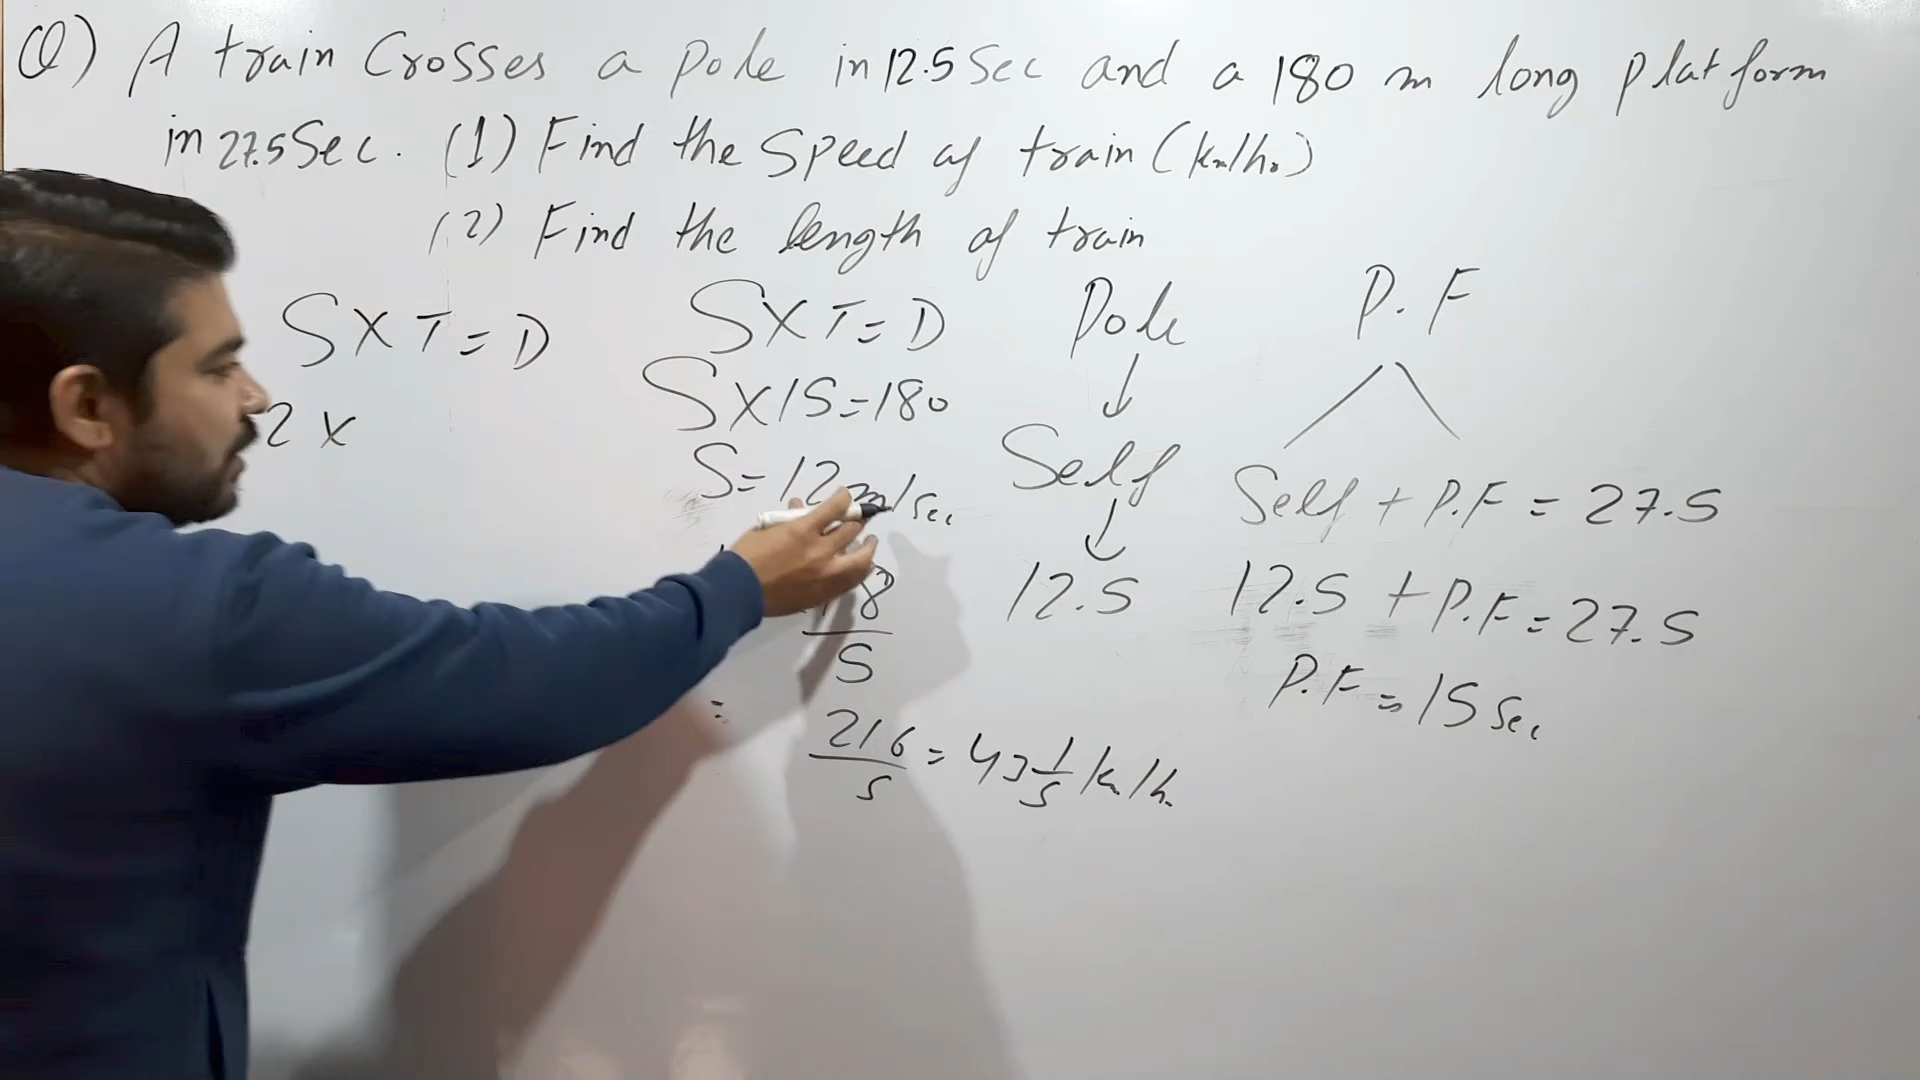 Q) A train Crosses a pole in 12.5 Sec and a 180 m long platform
in 27.5 Sec. (1) Find the Speed of train (km/hr)
(2) Find the length of train
S X T = D
2 X
S X T = D
S X 15 = 180
S = 12 m/sec
18
5
=
216
5
= 43 1/5 km/h
Pole
↓
Self
↓
12.5
P.F
Self + P.F = 27.5
12.5 + P.F = 27.5
P.F = 15 Sec